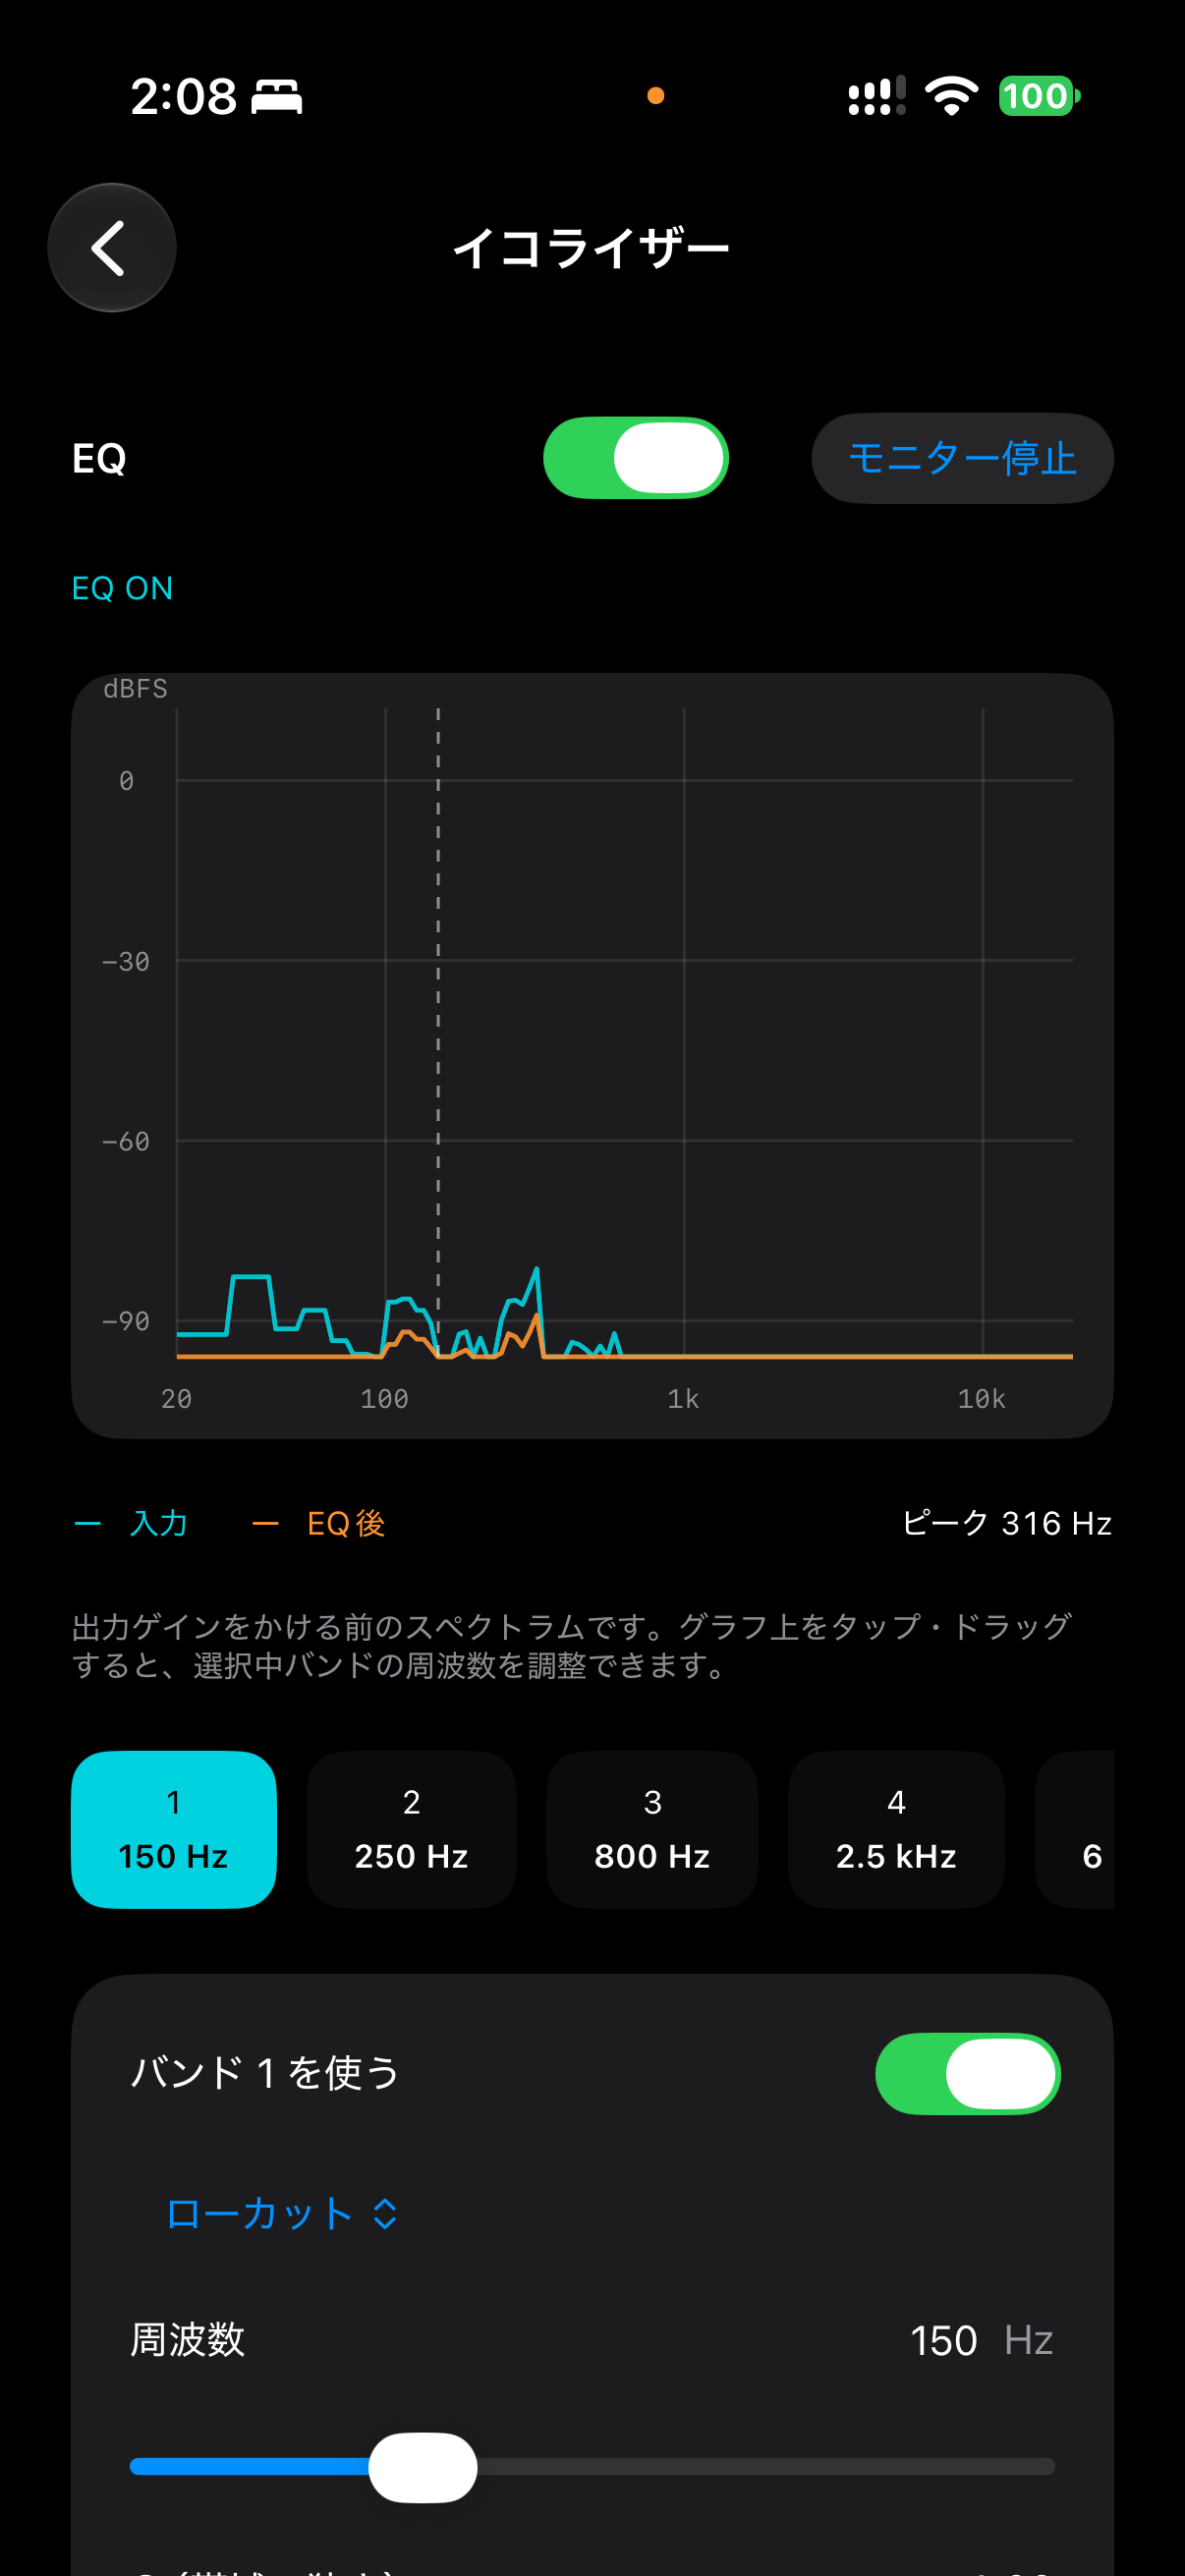 2:08
100
イコライザー
EQ
モニター停止
EQ ON
dBFS
0
−30
−60
−90
20 100 1k 10k
入力 EQ後 ピーク 316 Hz
出力ゲインをかける前のスペクトラムです。グラフ上をタップ・ドラッグ
すると、選択中バンドの周波数を調整できます。
1 2 3 4
150 Hz 250 Hz 800 Hz 2.5 kHz 6
バンド 1 を使う
ローカット
周波数 150 Hz